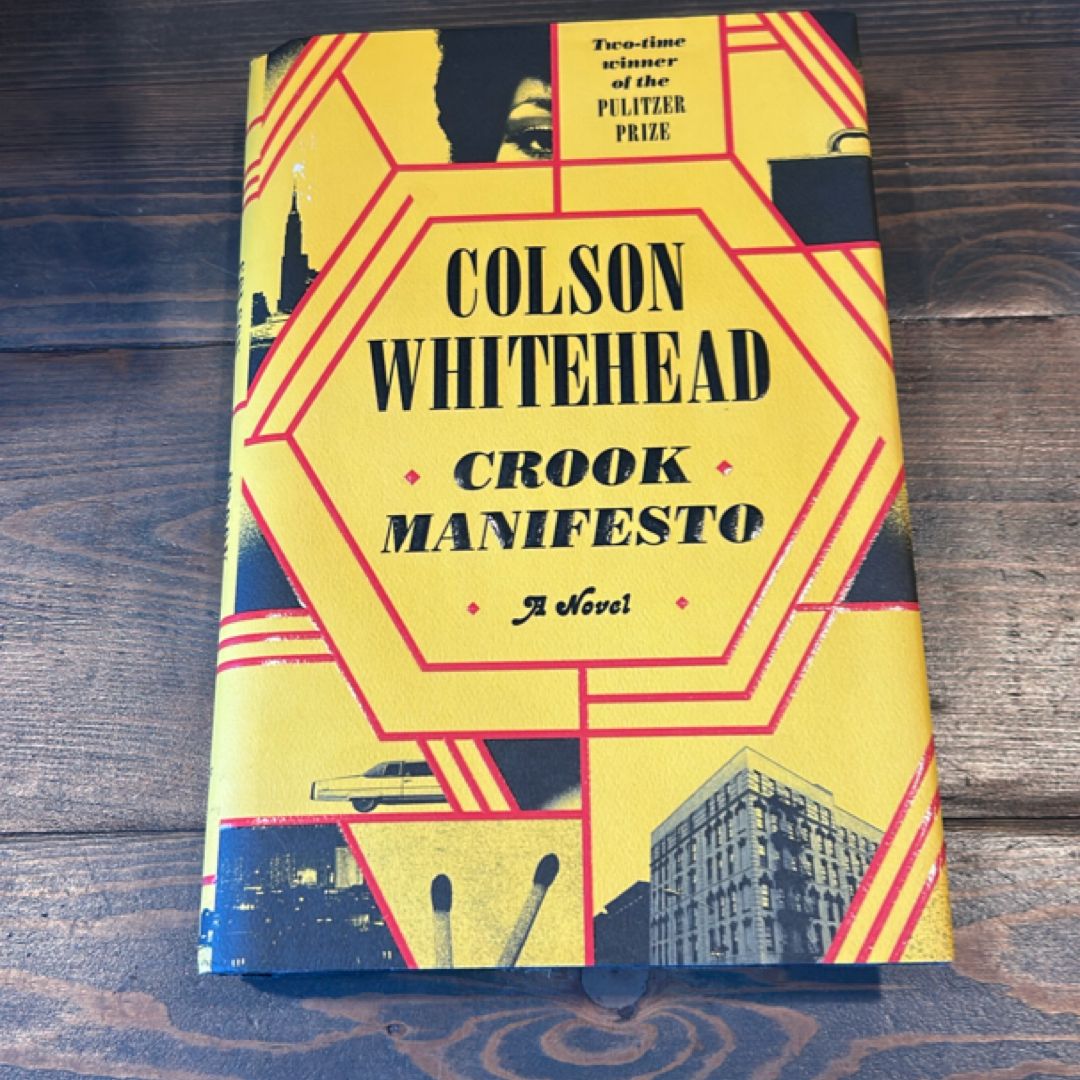 Two-time
winner
of the
PULITZER
PRIZE
COLSON
WHITEHEAD
CROOK
MANIFESTO
A Novel